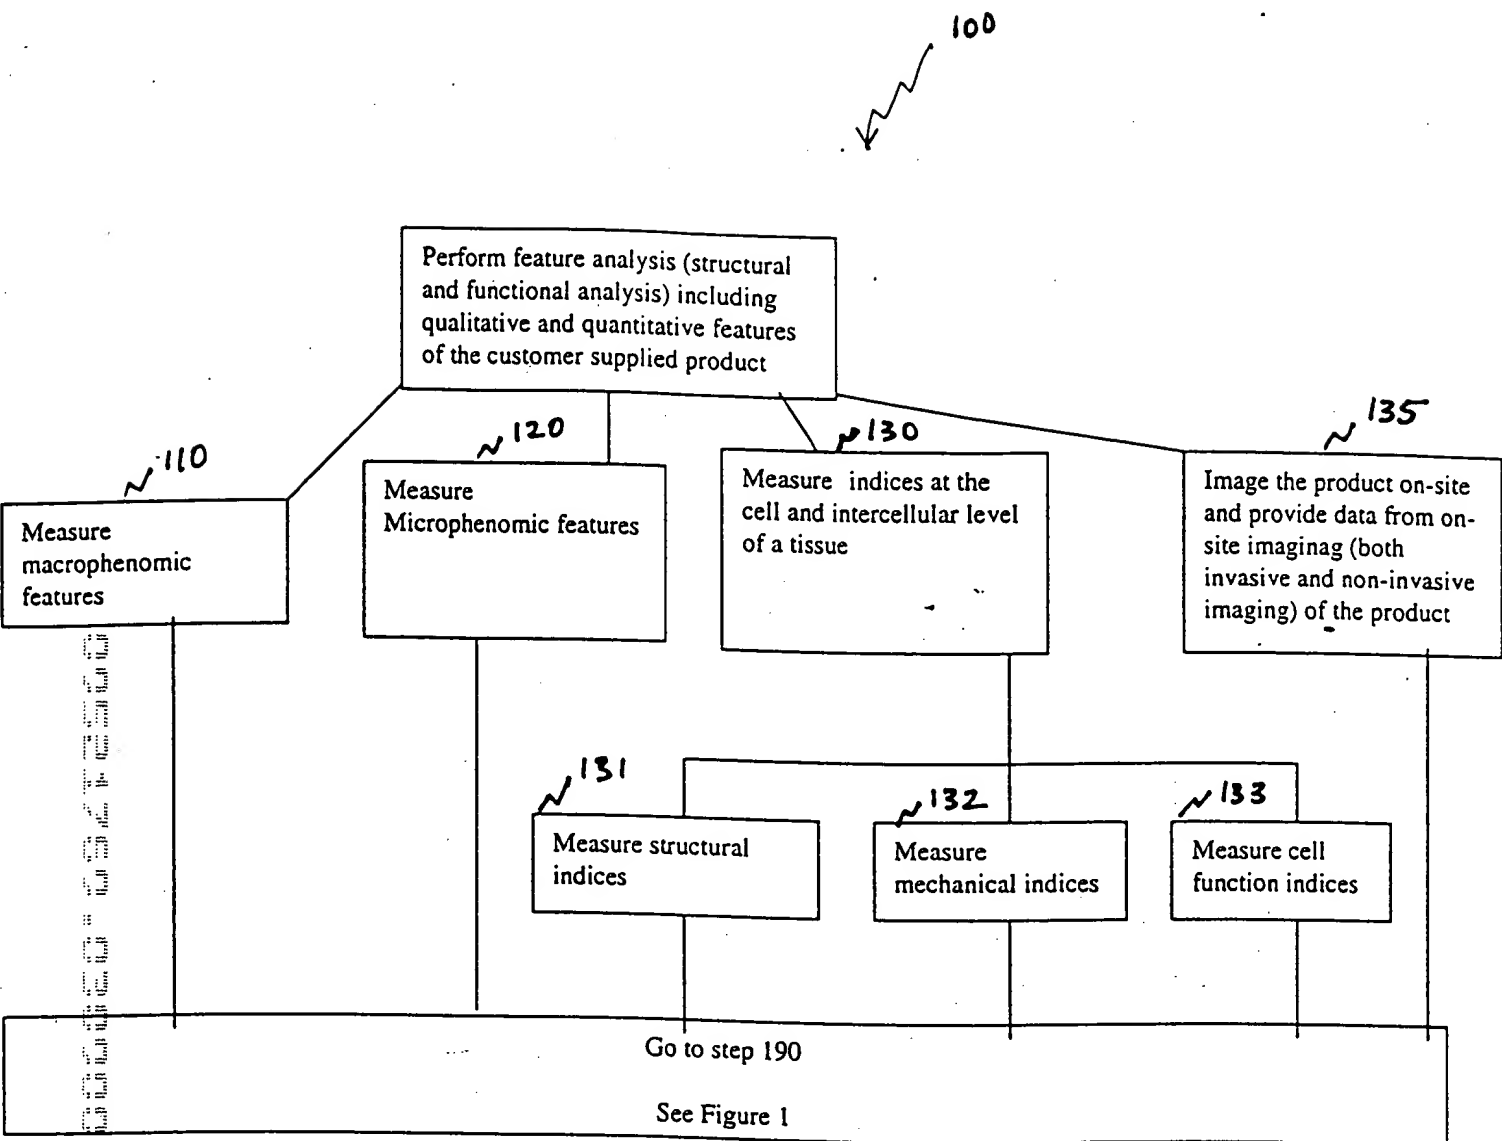 100
Perform feature analysis (structural
and functional analysis) including
qualitative and quantitative features
of the customer supplied product
110
Measure
macrophenomic
features
120
Measure
Microphenomic features
130
Measure indices at the
cell and intercellular level
of a tissue
135
Image the product on-site
and provide data from on-
site imaginag (both
invasive and non-invasive
imaging) of the product
131
Measure structural
indices
132
Measure
mechanical indices
133
Measure cell
function indices
Go to step 190
See Figure 1